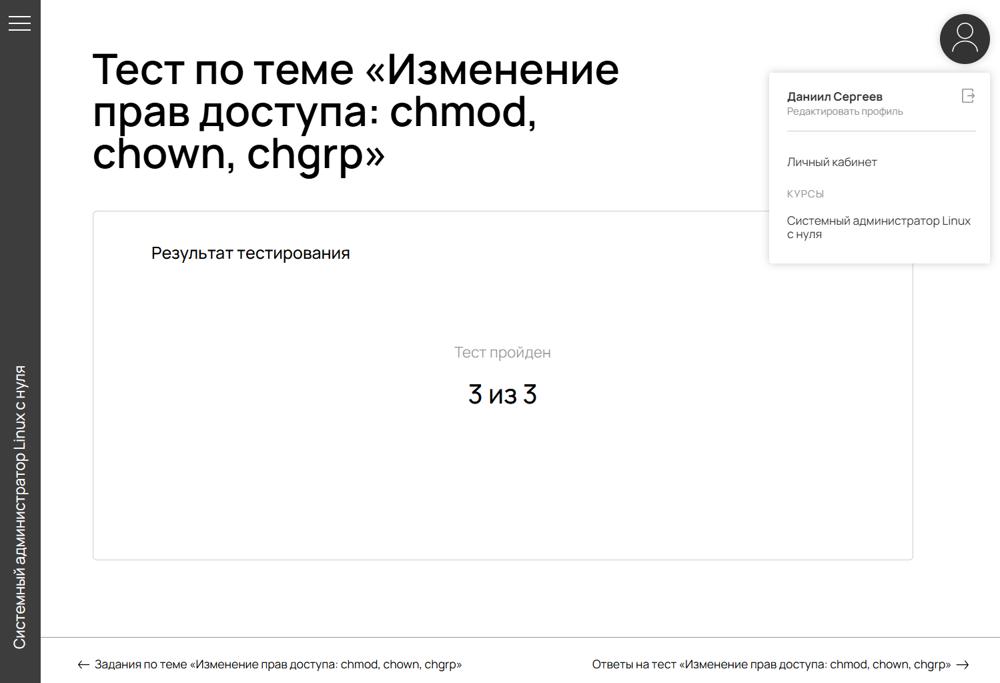 Тест по теме «Изменение
прав доступа: chmod,
chown, chgrp»
Даниил Сергеев
Редактировать профиль
Личный кабинет
КУРСЫ
Системный администратор Linux
с нуля
Результат тестирования
Тест пройден
3 из 3
Системный администратор Linux с нуля
← Задания по теме «Изменение прав доступа: chmod, chown, chgrp»
Ответы на тест «Изменение прав доступа: chmod, chown, chgrp» →